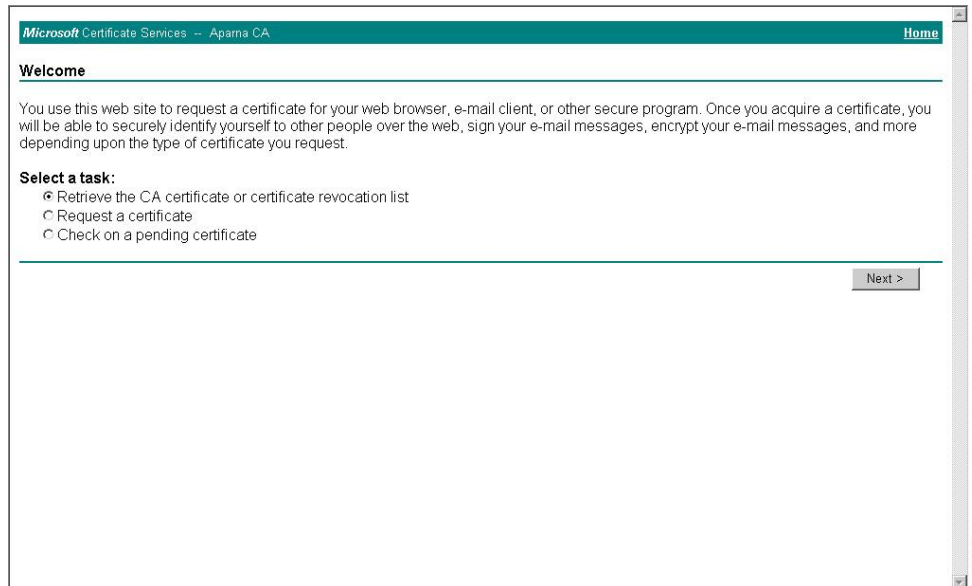 Microsoft Certificate Services -- Aparna CA Home
Welcome
You use this web site to request a certificate for your web browser, e-mail client, or other secure program. Once you acquire a certificate, you
will be able to securely identify yourself to other people over the web, sign your e-mail messages, encrypt your e-mail messages, and more
depending upon the type of certificate you request.
Select a task:
Retrieve the CA certificate or certificate revocation list
Request a certificate
Check on a pending certificate
Next >